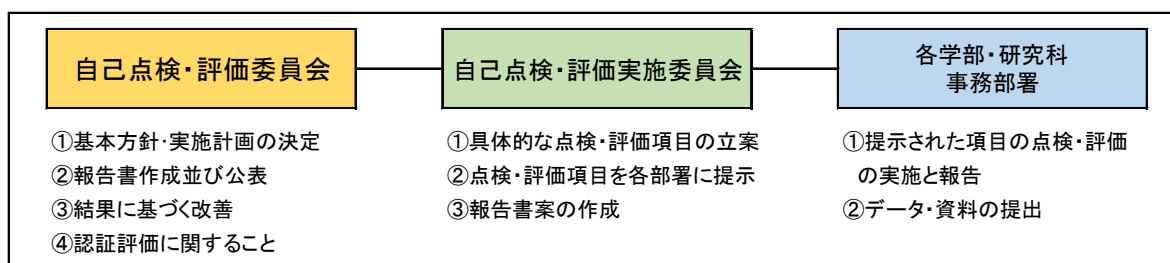 自己点検・評価委員会
①基本方針・実施計画の決定
②報告書作成並び公表
③結果に基づく改善
④認証評価に関すること
自己点検・評価実施委員会
①具体的な点検・評価項目の立案
②点検・評価項目を各部署に提示
③報告書案の作成
各学部・研究科
事務部署
①提示された項目の点検・評価
の実施と報告
②データ・資料の提出